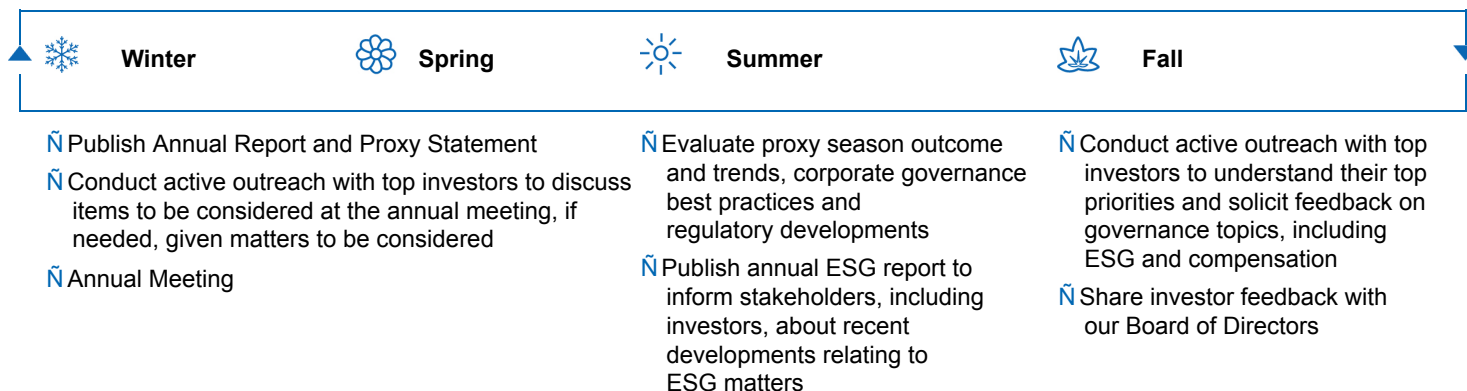 Winter
Spring
Summer
Fall
Ñ Publish Annual Report and Proxy Statement
Ñ Conduct active outreach with top investors to discuss
items to be considered at the annual meeting, if
needed, given matters to be considered
Ñ Annual Meeting
Ñ Evaluate proxy season outcome
and trends, corporate governance
best practices and
regulatory developments
Ñ Publish annual ESG report to
inform stakeholders, including
investors, about recent
developments relating to
ESG matters
Ñ Conduct active outreach with top
investors to understand their top
priorities and solicit feedback on
governance topics, including
ESG and compensation
Ñ Share investor feedback with
our Board of Directors